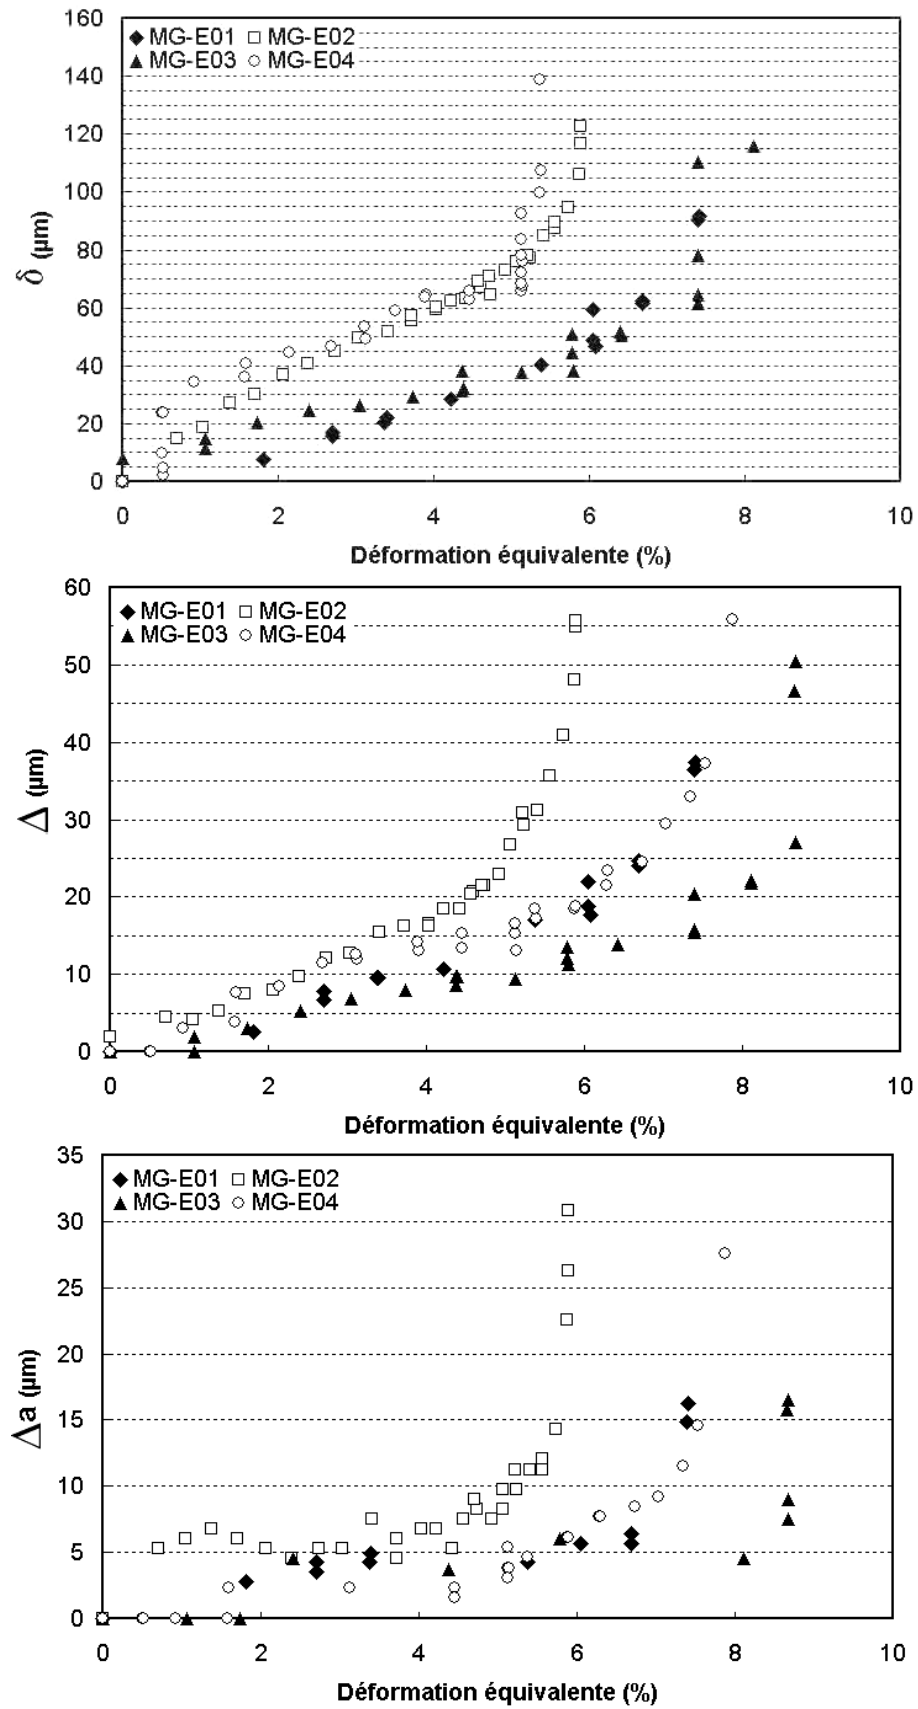 160
140
120
100
80
60
40
20
0
δ (µm)
◆ MG-E01 □ MG-E02
▲ MG-E03 ○ MG-E04
0 2 4 6 8 10
Déformation équivalente (%)
60
50
40
30
20
10
0
Δ (µm)
◆ MG-E01 □ MG-E02
▲ MG-E03 ○ MG-E04
0 2 4 6 8 10
Déformation équivalente (%)
35
30
25
20
15
10
5
0
Δa (µm)
◆ MG-E01 □ MG-E02
▲ MG-E03 ○ MG-E04
0 2 4 6 8 10
Déformation équivalente (%)